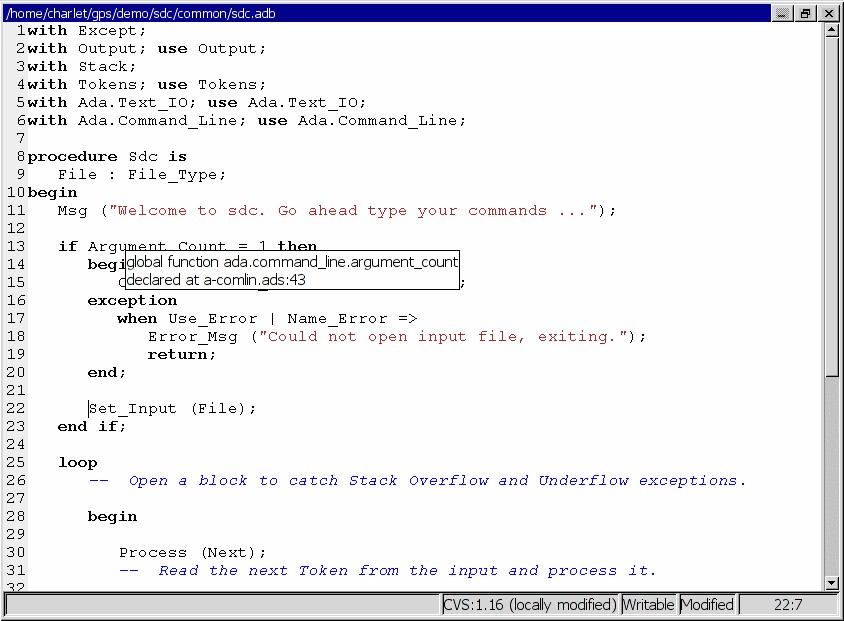 /home/charlet/gps/demo/sdc/common/sdc.adb
1 with Except;
2 with Output; use Output;
3 with Stack;
4 with Tokens; use Tokens;
5 with Ada.Text_IO; use Ada.Text_IO;
6 with Ada.Command_Line; use Ada.Command_Line;
7
8 procedure Sdc is
9 File : File_Type;
10 begin
11 Msg ("Welcome to sdc. Go ahead type your commands ...");
12
13 if Argument_Count = 1 then
global function ada.command_line.argument_count
14
declared at a-comlin.ads:43
15 ;
16 exception
17 when Use_Error | Name_Error =>
18 Error_Msg ("Could not open input file, exiting.");
19 return;
20 end;
21
22 Set_Input (File);
23 end if;
24
25 loop
26 -- Open a block to catch Stack Overflow and Underflow exceptions.
27
28 begin
29
30 Process (Next);
31 -- Read the next Token from the input and process it.
32
CVS:1.16 (locally modified) Writable Modified 22:7